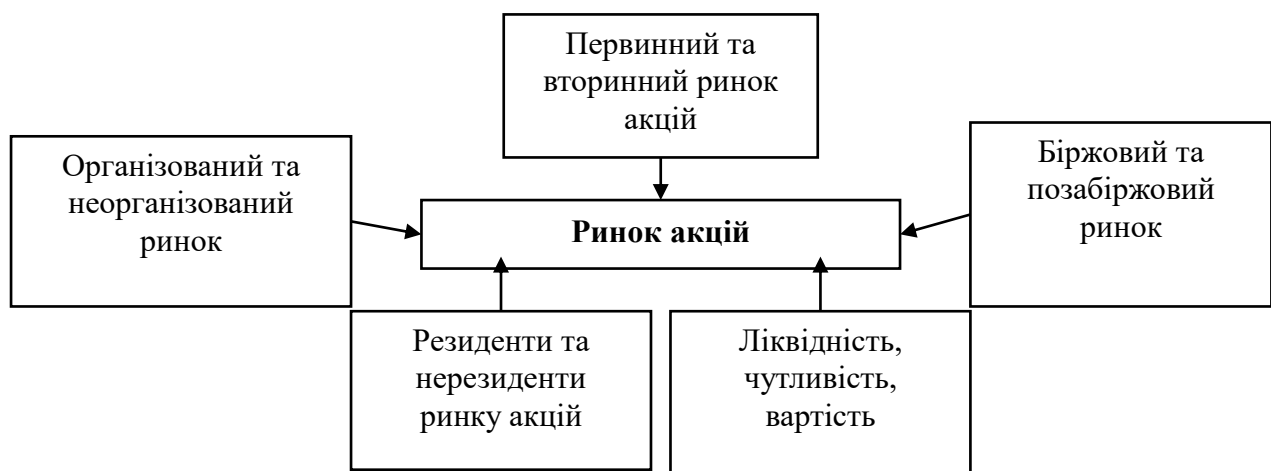 Первинний та
вторинний ринок
акцій
Організований та
неорганізований
ринок
Біржовий та
позабіржовий
ринок
Ринок акцій
Резиденти та
нерезиденти
ринку акцій
Ліквідність,
чутливість,
вартість